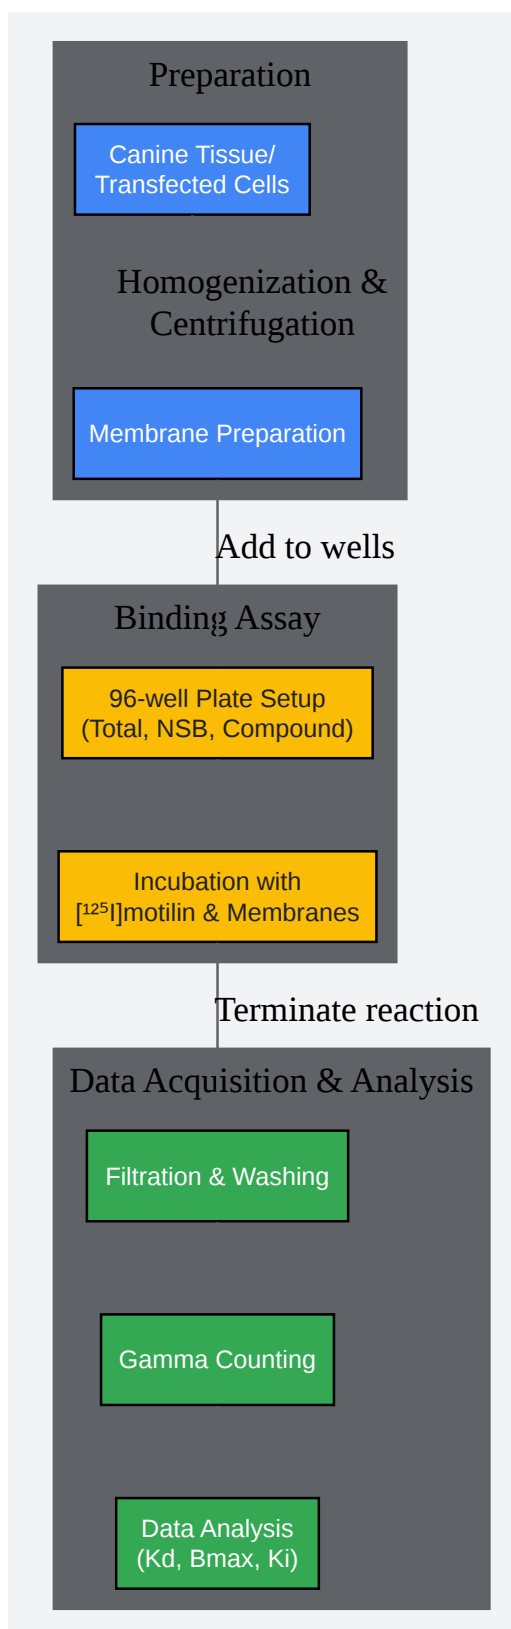 Preparation
Canine Tissue/
Transfected Cells
Homogenization &
Centrifugation
Membrane Preparation
Add to wells
Binding Assay
96-well Plate Setup
(Total, NSB, Compound)
Incubation with
[¹²⁵I]motilin & Membranes
Terminate reaction
Data Acquisition & Analysis
Filtration & Washing
Gamma Counting
Data Analysis
(Kd, Bmax, Ki)